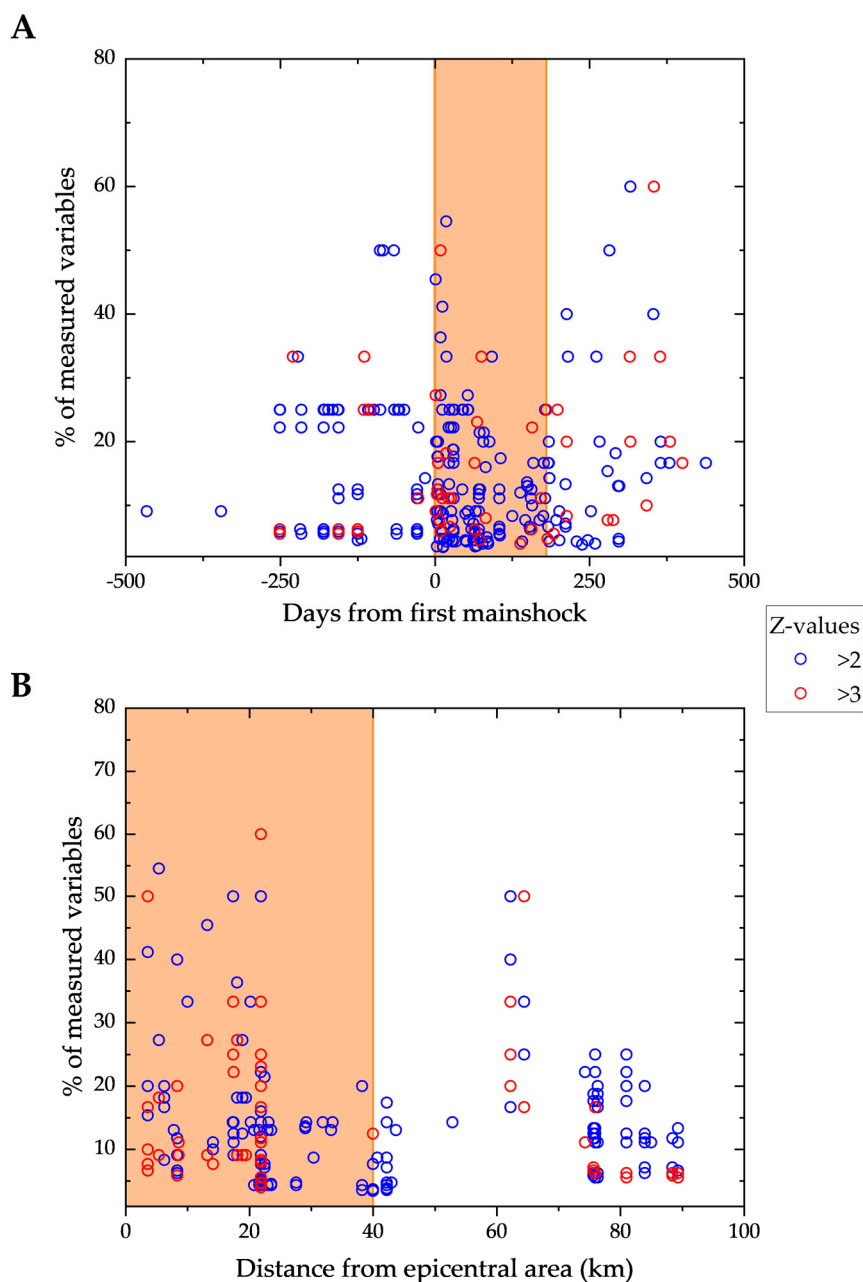 A
80
60
40
20
% of measured variables
-500 -250 0 250 500
Days from first mainshock
Z-values
>2
>3
B
80
70
60
50
40
30
20
10
% of measured variables
0 20 40 60 80 100
Distance from epicentral area (km)